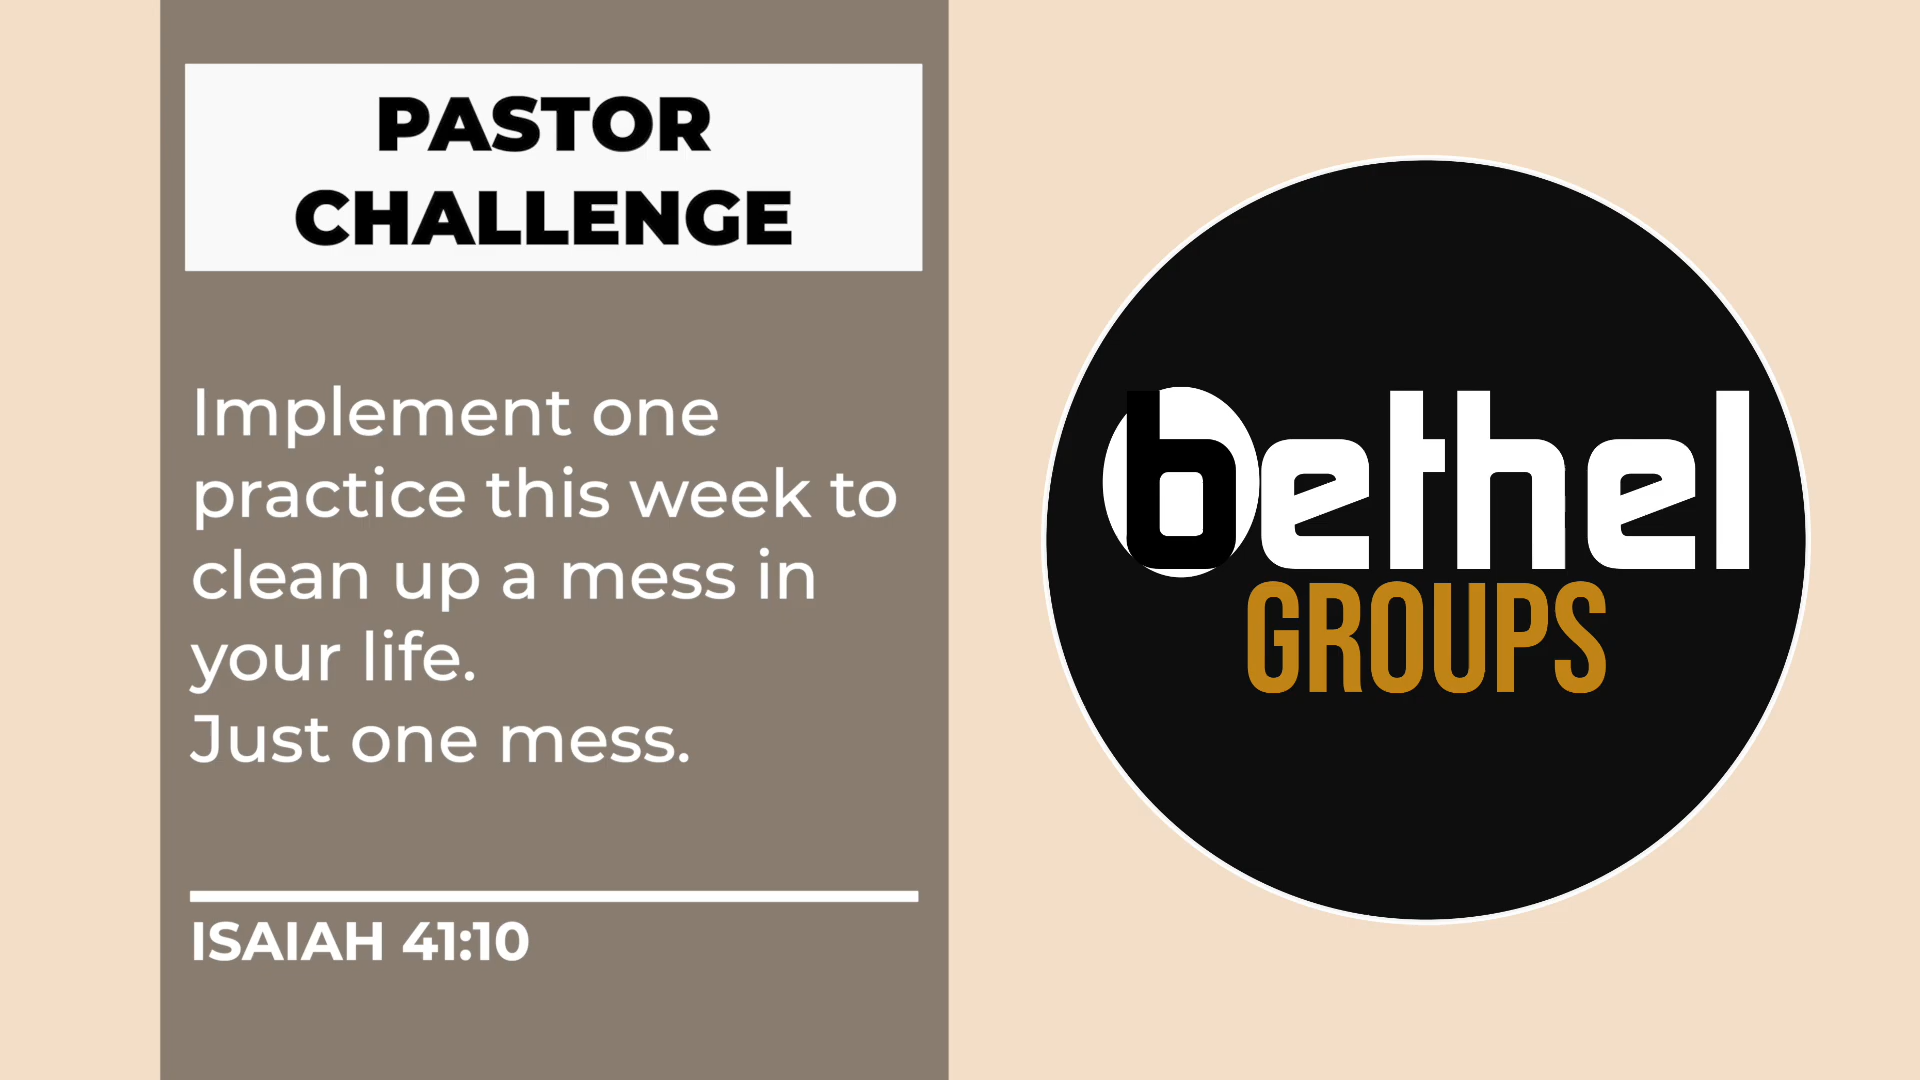 PASTOR
CHALLENGE
Implement one
practice this week to
clean up a mess in
your life.
Just one mess.
ISAIAH 41:10
bethel
GROUPS